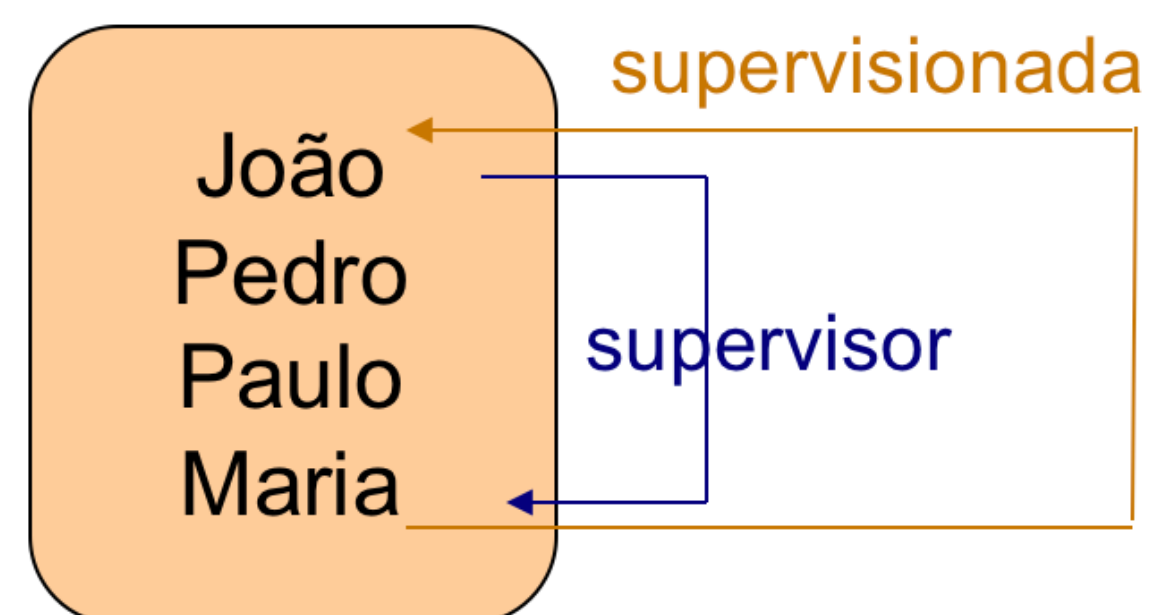 supervisionada
João
Pedro
supervisor
Paulo
Maria